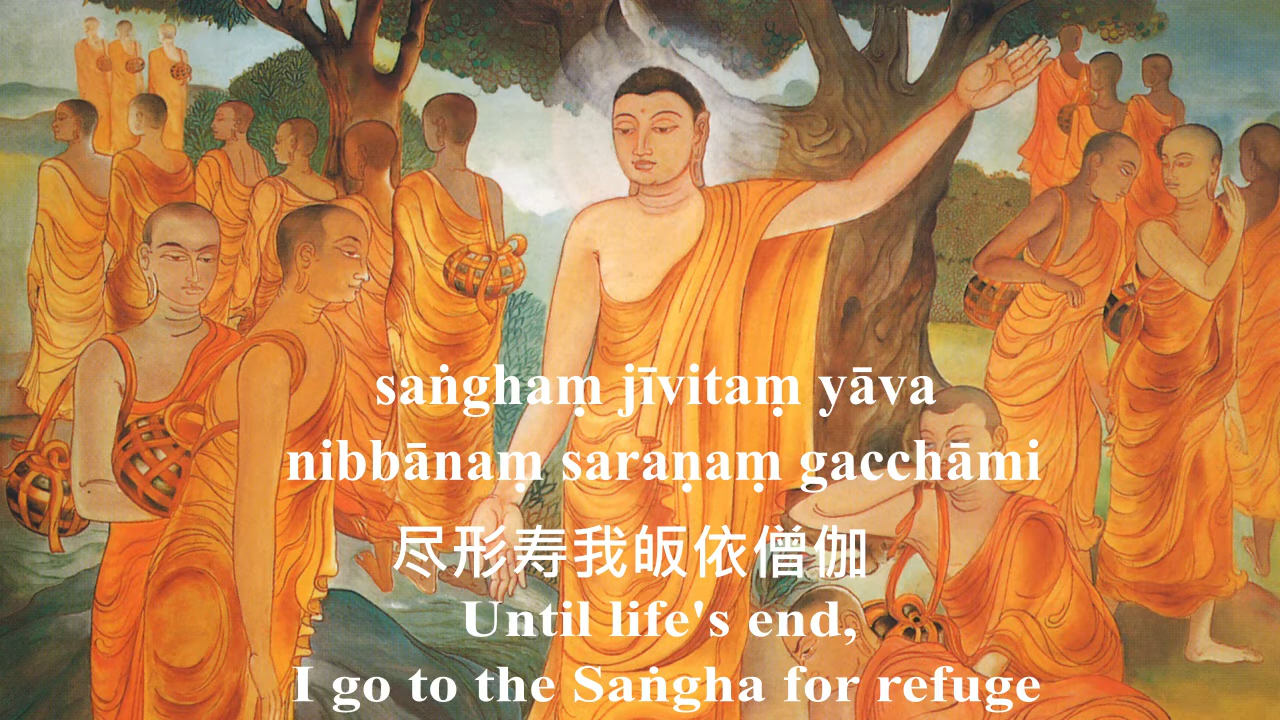 saṅghaṃ jīvitaṃ yāva
nibbānaṃ saraṇaṃ gacchāmi
尽形寿我皈依僧伽
Until life's end,
I go to the Saṅgha for refuge